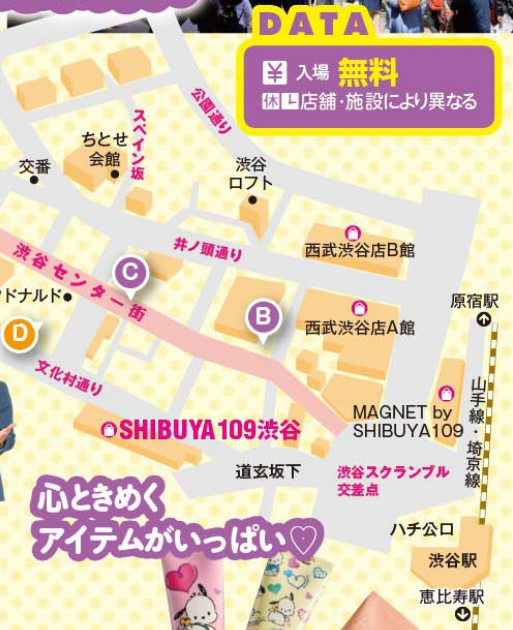 DATA
¥ 入場 無料
休 店舗・施設により異なる
公園通り
スペイン坂
ちとせ
会館
交番
渋谷
ロフト
井ノ頭通り
西武渋谷店B館
渋谷センター街
C
ドナルド
B
西武渋谷店A館
原宿駅
D
文化村通り
山手線・埼京線
MAGNET by
SHIBUYA109
SHIBUYA109渋谷
道玄坂下
渋谷スクランブル
交差点
心ときめく
アイテムがいっぱい♡
ハチ公口
渋谷駅
恵比寿駅